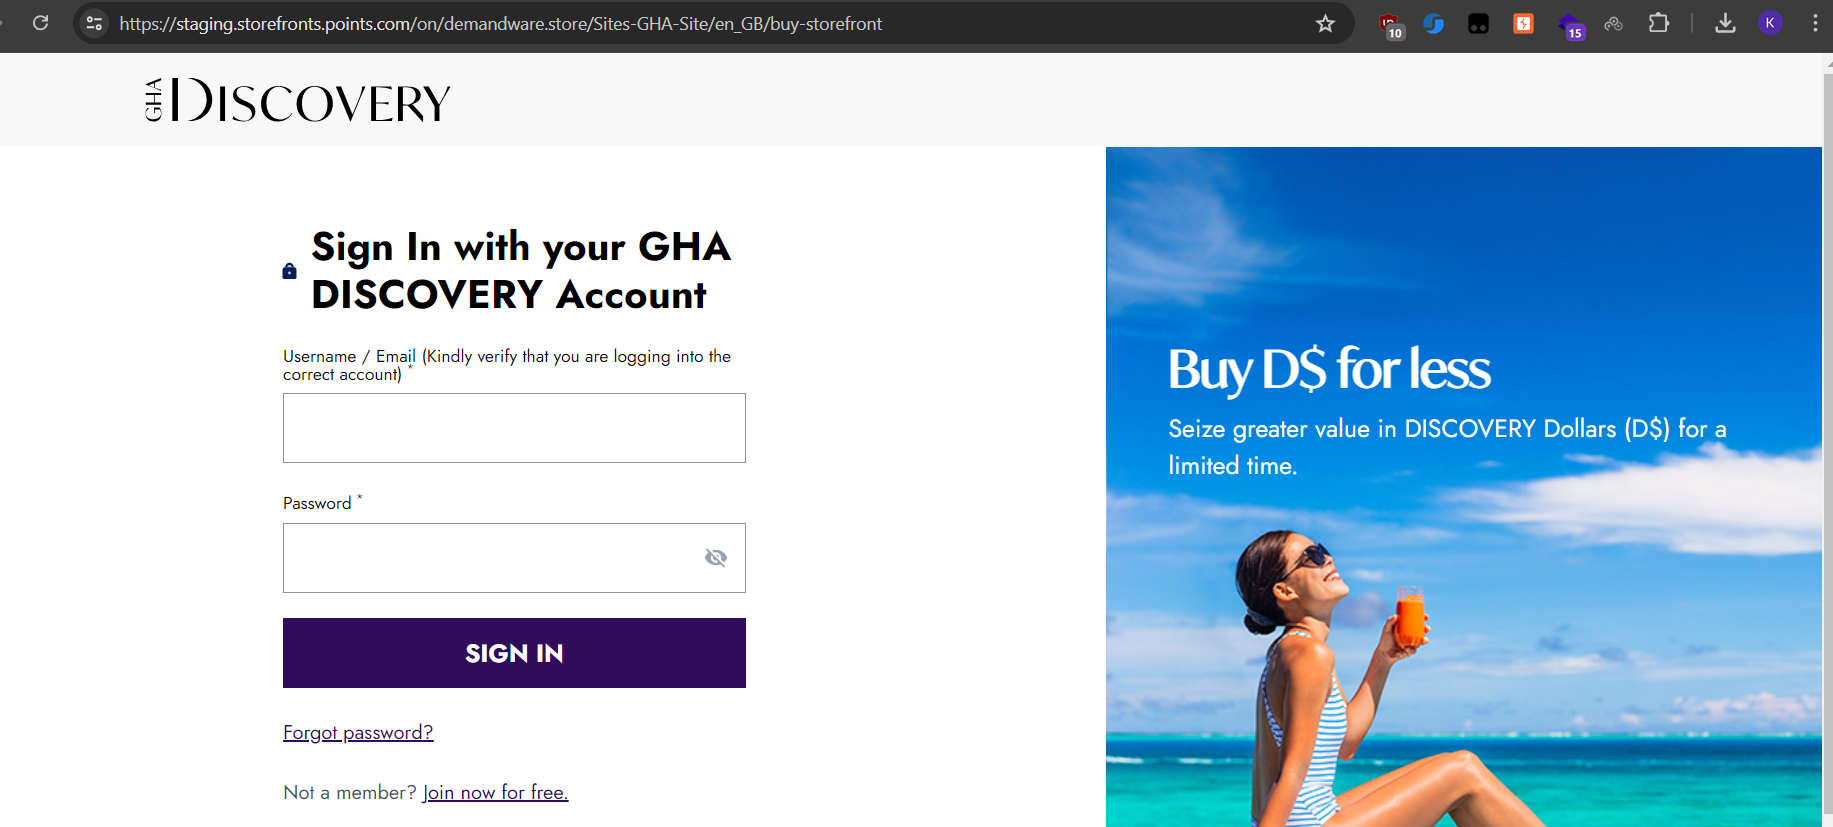 https://staging.storefronts.points.com/on/demandware.store/Sites-GHA-Site/en_GB/buy-storefront
10
15
K
GHA DISCOVERY
Sign In with your GHA
DISCOVERY Account
Username / Email (Kindly verify that you are logging into the
correct account) *
Password *
SIGN IN
Forgot password?
Not a member? Join now for free.
Buy D$ for less
Seize greater value in DISCOVERY Dollars (D$) for a
limited time.